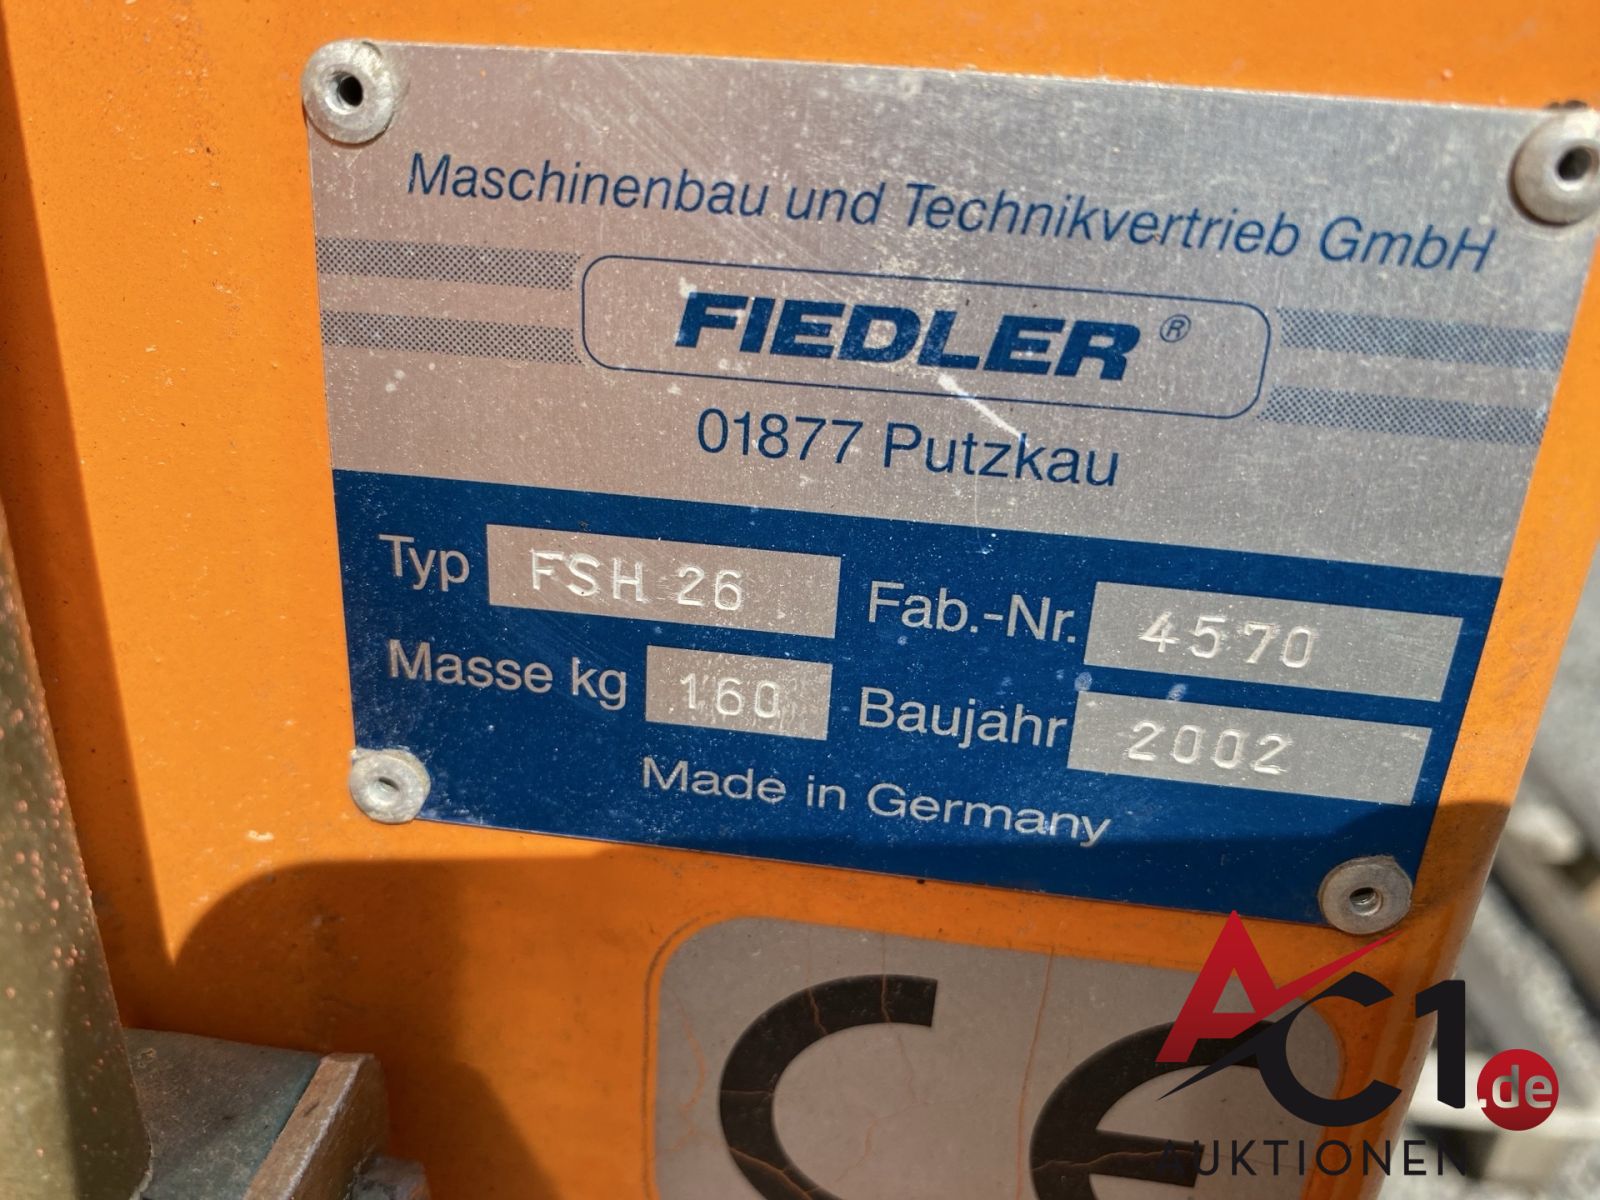 Maschinenbau und Technikvertrieb GmbH
FIEDLER®
01877 Putzkau
Typ FSH 26 Fab.-Nr. 4570
Masse kg 160 Baujahr 2002
Made in Germany
CE
AC1.de
AUKTIONEN